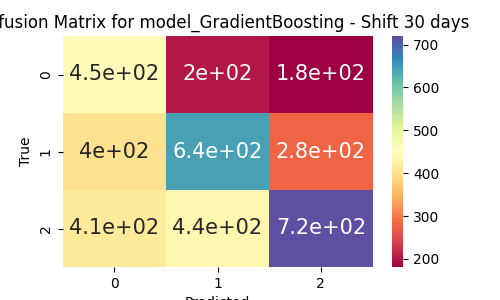 fusion Matrix for model_GradientBoosting - Shift 30 days
0 4.5e+02 2e+02 1.8e+02
1 4e+02 6.4e+02 2.8e+02
2 4.1e+02 4.4e+02 7.2e+02
0 1 2
True
Predicted
700
600
500
400
300
200